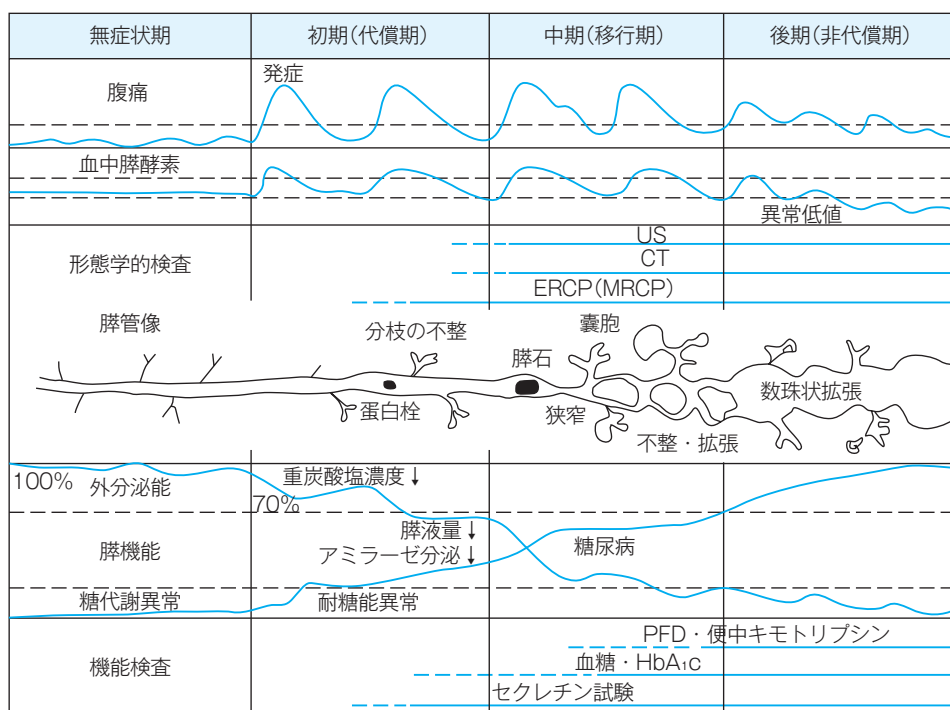 無症状期
初期(代償期)
中期(移行期)
後期(非代償期)
発症
腹痛
血中膵酵素
異常低値
US
CT
形態学的検査
ERCP(MRCP)
膵管像
分枝の不整
嚢胞
膵石
蛋白栓
狭窄
数珠状拡張
不整・拡張
100%
外分泌能
重炭酸塩濃度↓
70%
膵液量↓
膵機能
アミラーゼ分泌↓
糖尿病
糖代謝異常
耐糖能異常
PFD・便中キモトリプシン
機能検査
血糖・HbA1c
セクレチン試験